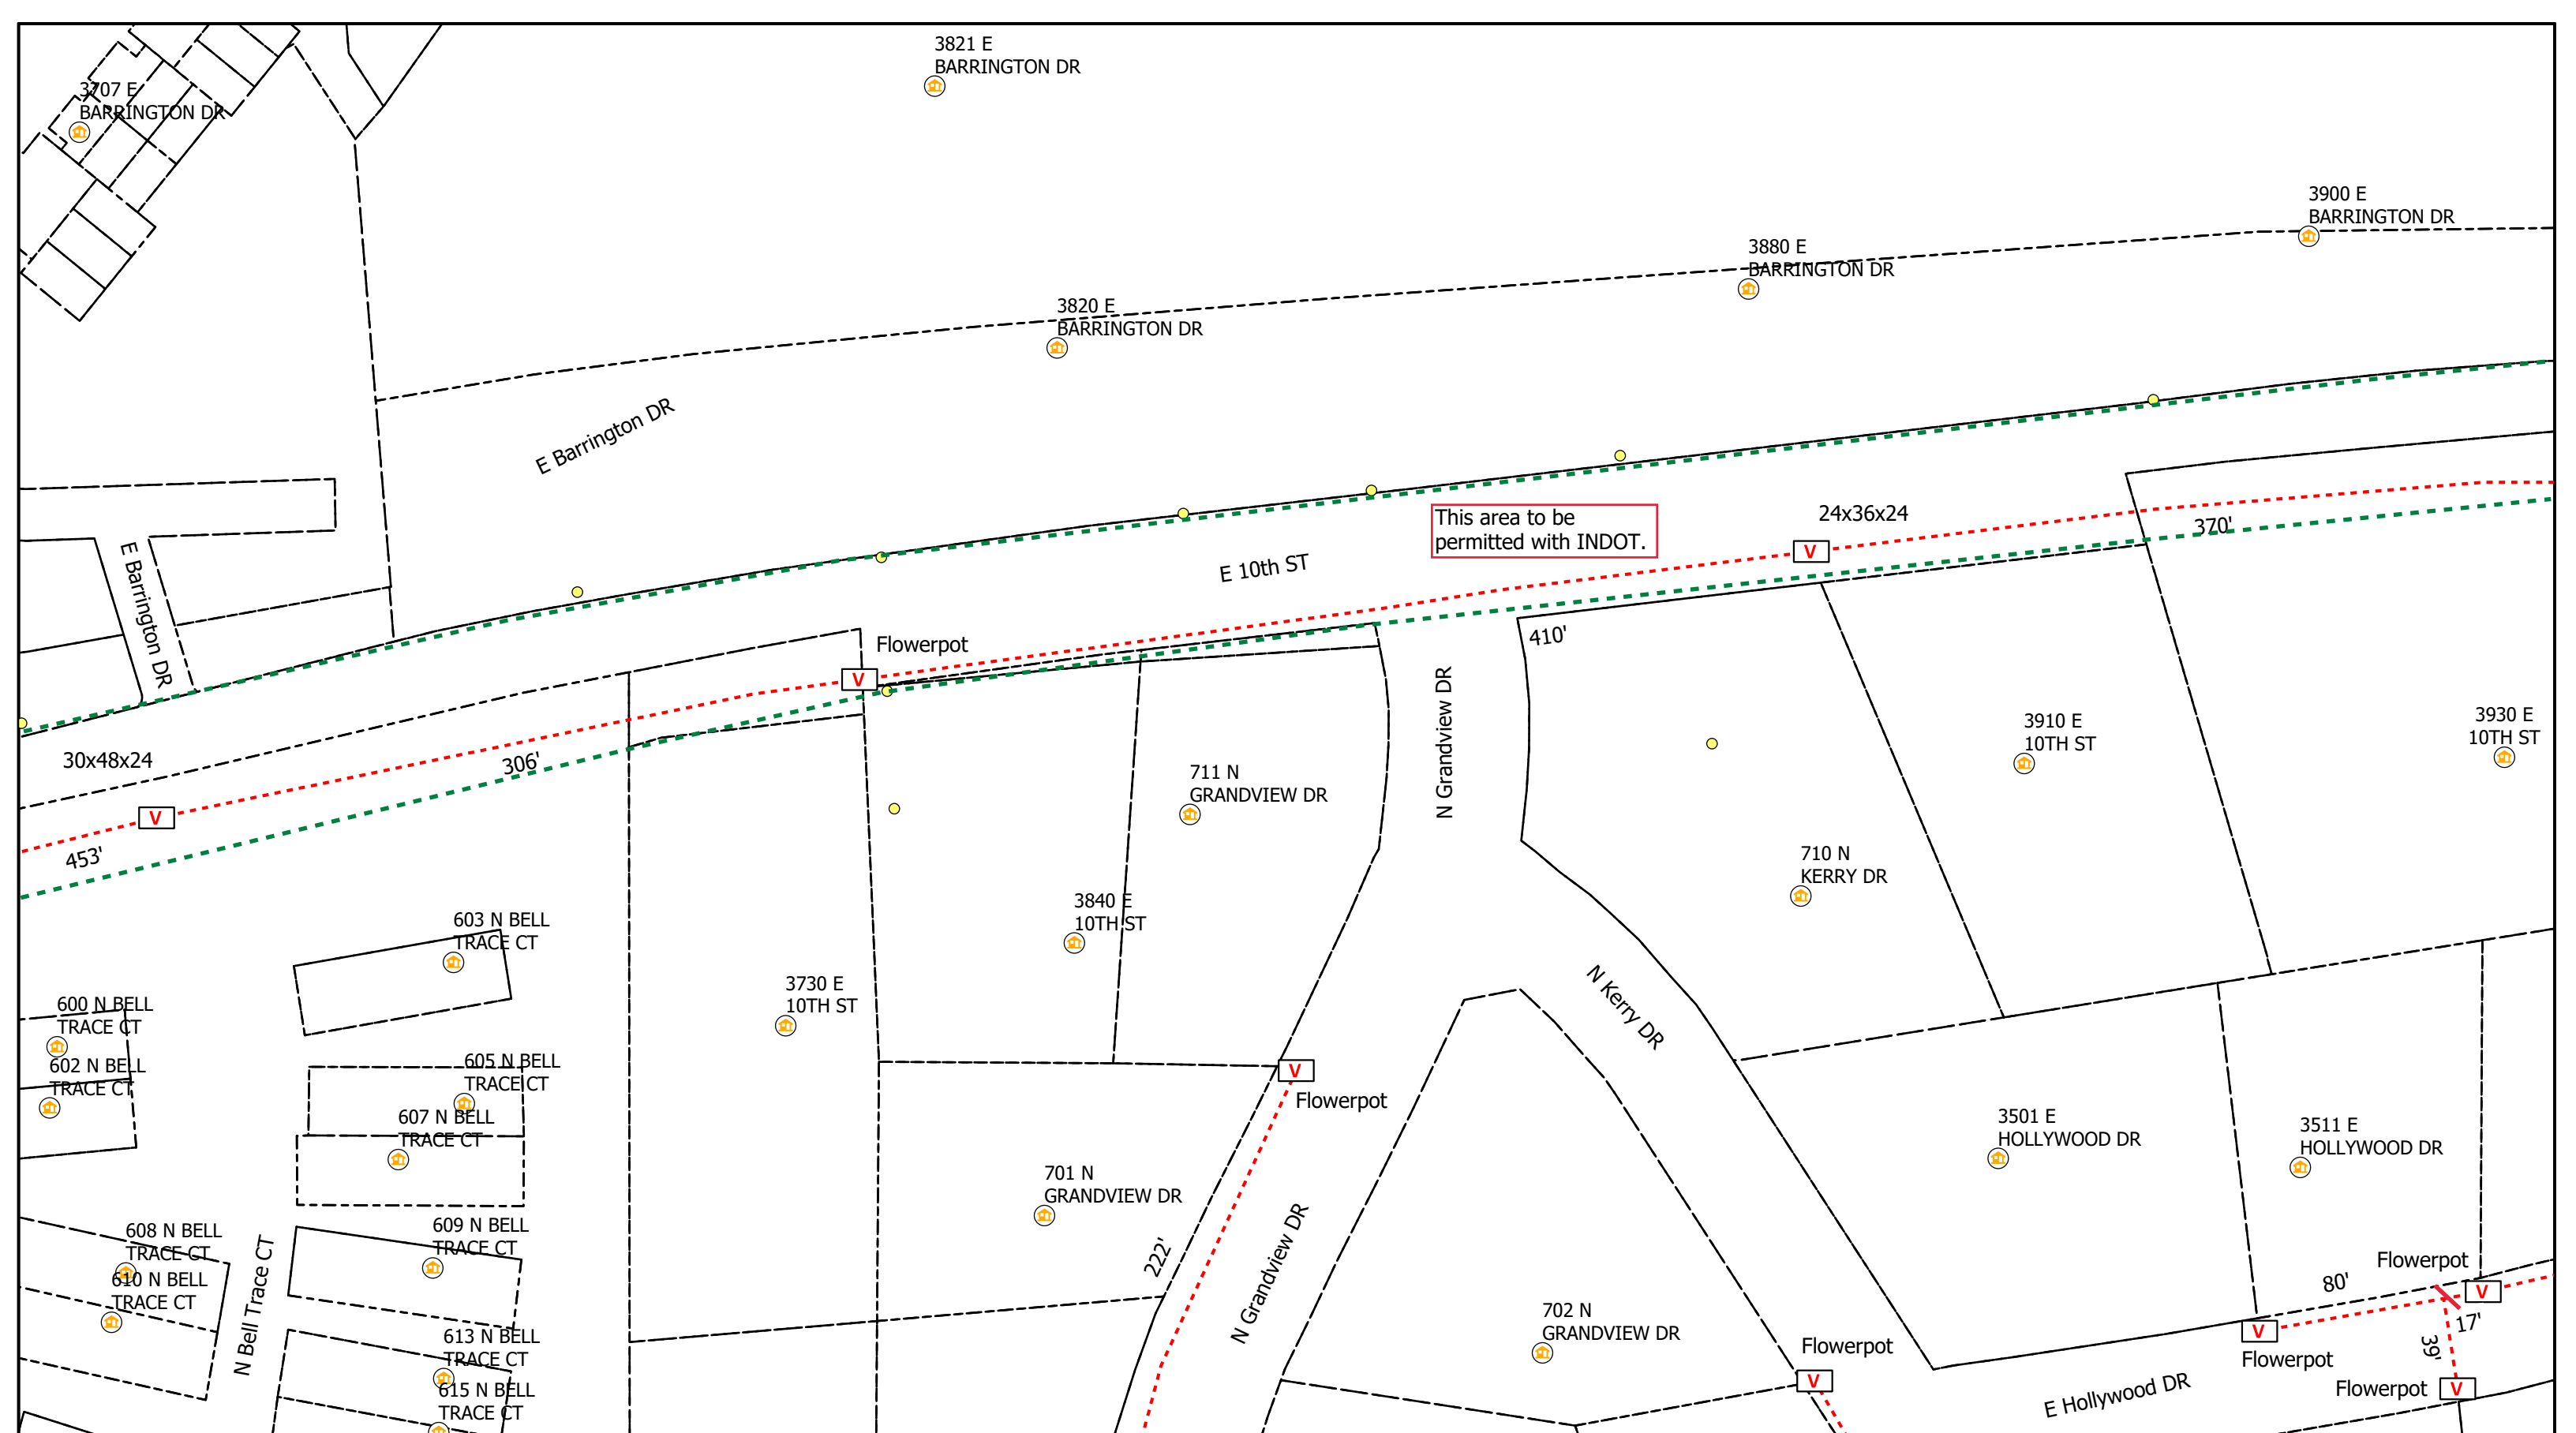 3821 E
BARRINGTON DR
3707 E
BARRINGTON DR
3900 E
BARRINGTON DR
3880 E
BARRINGTON DR
3820 E
BARRINGTON DR
E Barrington DR
This area to be
permitted with INDOT.
24x36x24
V
370'
E 10th ST
E Barrington DR
410'
Flowerpot
V
N Grandview DR
3910 E
10TH ST
3930 E
10TH ST
30x48x24
306'
V
453'
711 N
GRANDVIEW DR
710 N
KERRY DR
3840 E
10TH ST
603 N BELL
TRACE CT
3730 E
10TH ST
N Kerry DR
600 N BELL
TRACE CT
602 N BELL
TRACE CT
605 N BELL
TRACE CT
607 N BELL
TRACE CT
V
Flowerpot
3501 E
HOLLYWOOD DR
3511 E
HOLLYWOOD DR
701 N
GRANDVIEW DR
222'
N Grandview DR
608 N BELL
TRACE CT
610 N BELL
TRACE CT
N Bell Trace CT
609 N BELL
TRACE CT
613 N BELL
TRACE CT
615 N BELL
TRACE CT
702 N
GRANDVIEW DR
Flowerpot
V
Flowerpot
V
80'
17'
39'
V
Flowerpot
Flowerpot
V
E Hollywood DR